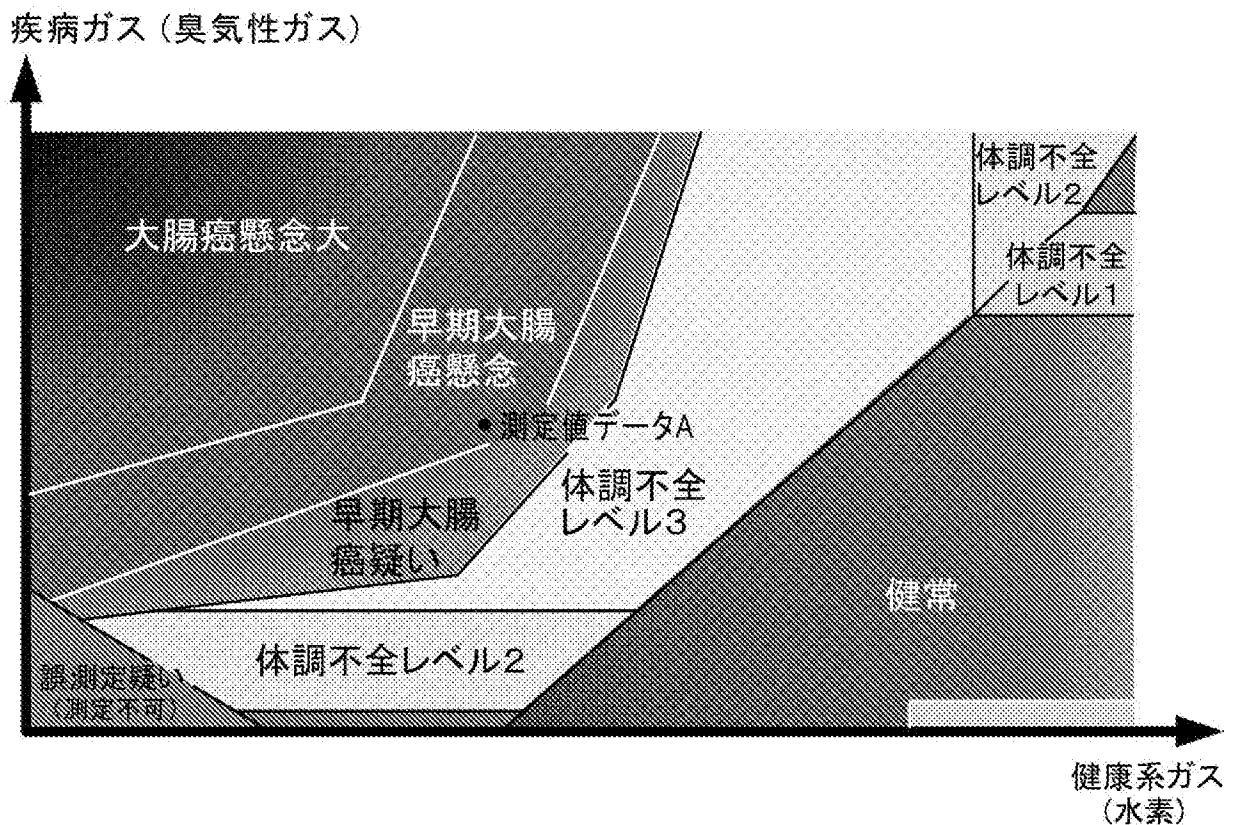 疾病ガス（臭気性ガス）
体調不全
レベル2
大腸癌懸念大
体調不全
レベル1
早期大腸
癌懸念
測定値データA
体調不全
レベル3
早期大腸
癌疑い
健常
体調不全レベル2
誤測定疑い
（測定不可）
健康系ガス
（水素）